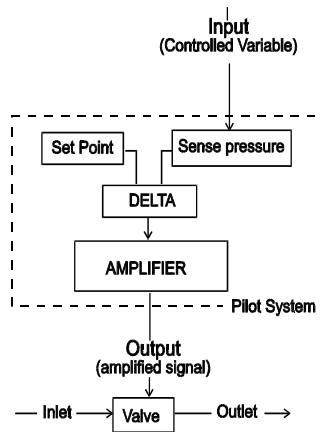 Input
(Controlled Variable)
Set Point
Sense pressure
DELTA
AMPLIFIER
Pilot System
Output
(amplified signal)
Inlet
Valve
Outlet